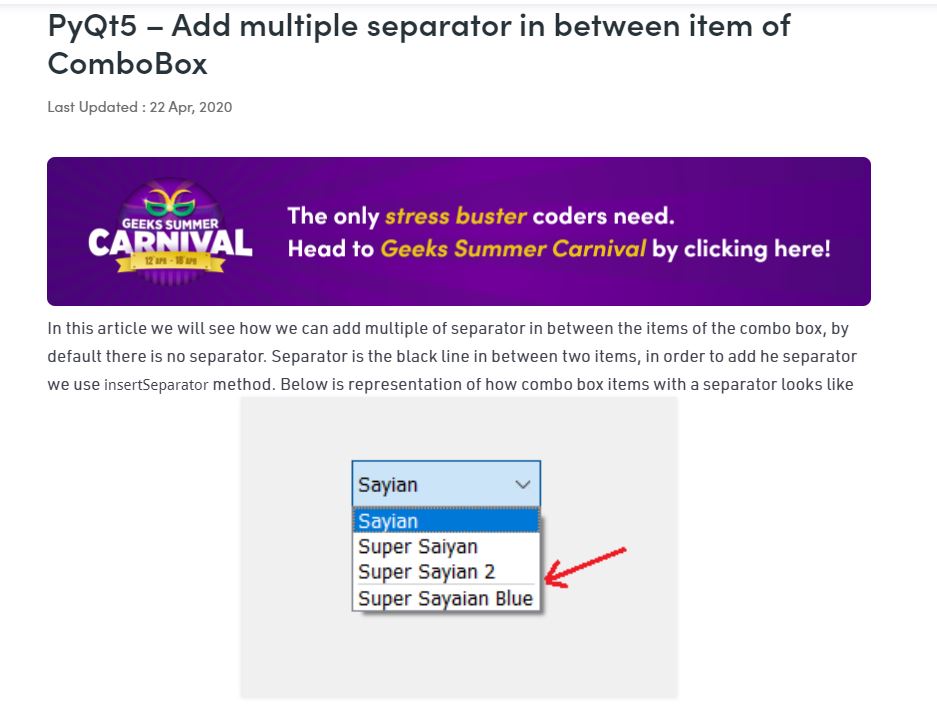 PyQt5 – Add multiple separator in between item of
ComboBox
Last Updated : 22 Apr, 2020
GEEKS SUMMER
CARNIVAL
12 APR - 18 APR
The only stress buster coders need.
Head to Geeks Summer Carnival by clicking here!
In this article we will see how we can add multiple of separator in between the items of the combo box, by
default there is no separator. Separator is the black line in between two items, in order to add he separator
we use insertSeparator method. Below is representation of how combo box items with a separator looks like
Sayian
Sayian
Super Saiyan
Super Sayian 2
Super Sayaian Blue